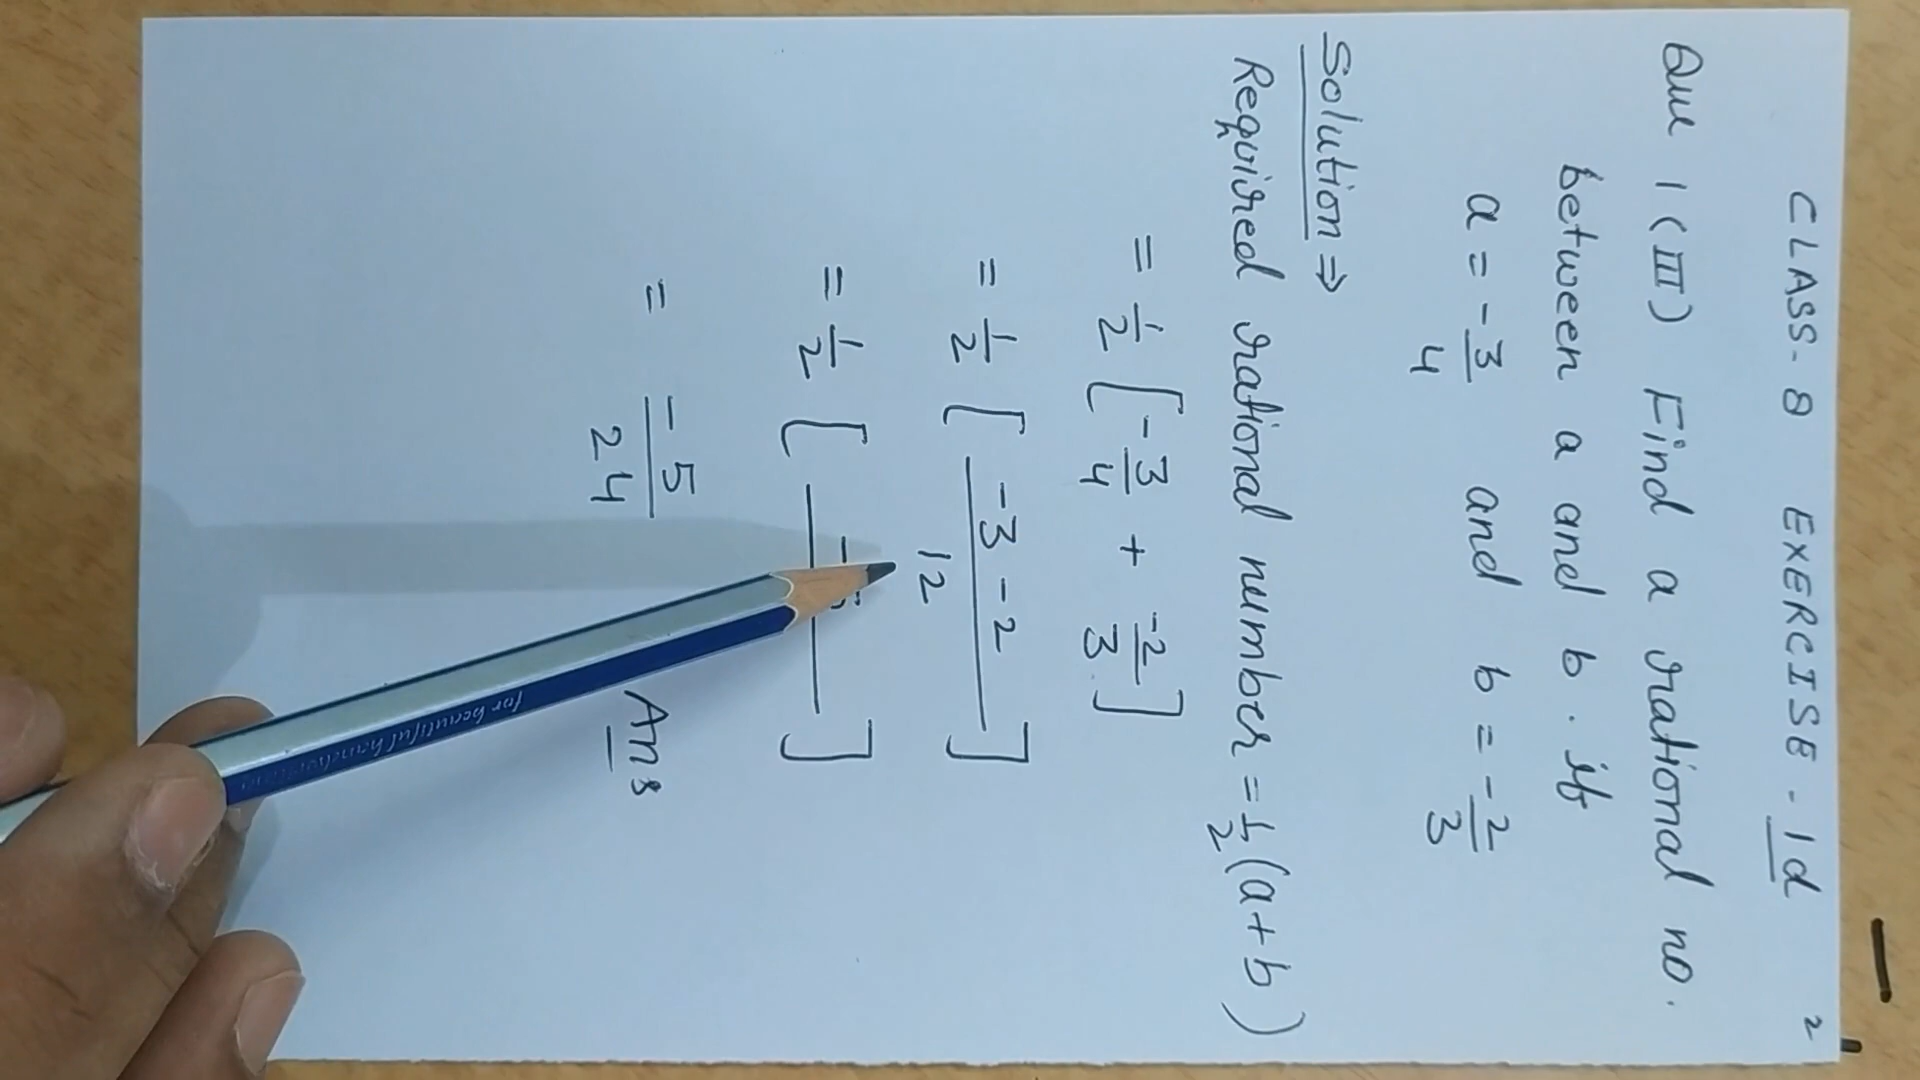 CLASS-8 EXERCISE-1d
2
Que 1 (III) Find a rational no.
between a and b. if
a = -3/4 and b = -2/3
Solution ⇒
Required rational number = 1/2 (a+b)
= 1/2 [-3/4 + -2/3]
= 1/2 [-3-2/12]
= 1/2 [-5]
= -5/24 Ans
for beautiful handwriting